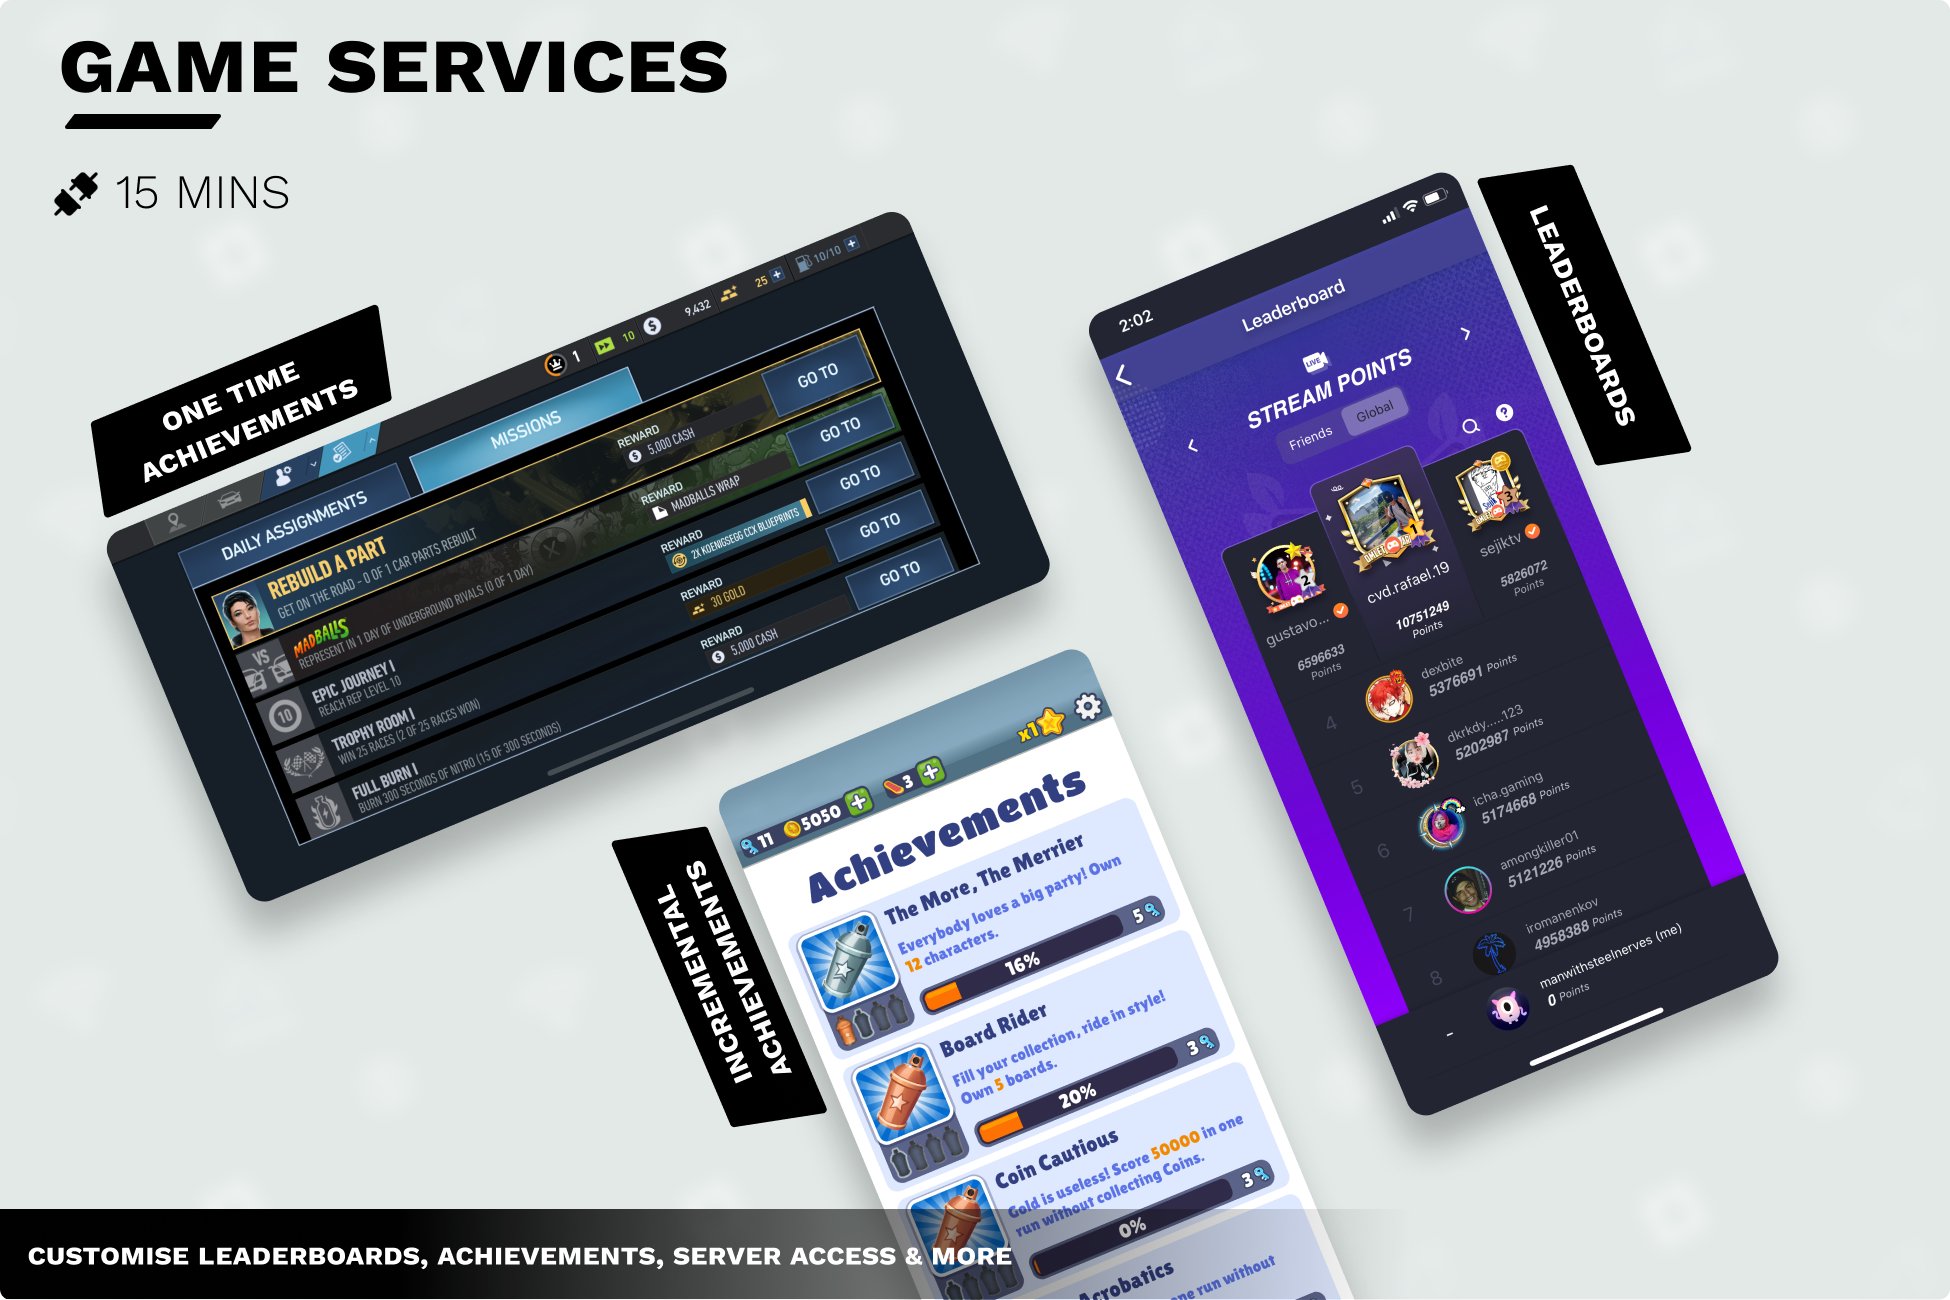 GAME SERVICES
15 MINS
ONE TIME
ACHIEVEMENTS
1
10
9,432
25
10/10
DAILY ASSIGNMENTS
MISSIONS
REBUILD A PART
GET ON THE ROAD - 0 OF 1 CAR PARTS REBUILT
REWARD
5,000 CASH
GO TO
VS
MADBALLS
REPRESENT IN 1 DAY OF UNDERGROUND RIVALS (0 OF 1 DAY)
REWARD
MADBALLS WRAP
GO TO
10
EPIC JOURNEY I
REACH REP LEVEL 10
REWARD
2X KOENIGSEGG CCX BLUEPRINTS
GO TO
TROPHY ROOM I
WIN 25 RACES (2 OF 25 RACES WON)
REWARD
30 GOLD
GO TO
FULL BURN I
BURN 300 SECONDS OF NITRO (15 OF 300 SECONDS)
REWARD
5,000 CASH
GO TO
INCREMENTAL
ACHIEVEMENTS
11
5050
3
x1
Achievements
The More, The Merrier
Everybody loves a big party! Own
12 characters.
16%
5
Board Rider
Fill your collection, ride in style!
Own 5 boards.
20%
3
Coin Cautious
Gold is useless! Score 50000 in one
run without collecting Coins.
0%
3
Acrobatics
one run without
LEADERBOARDS
2:02
Leaderboard
LIVE
STREAM POINTS
Friends
Global
?
2
gustavo...
6596633
Points
1
cvd.rafael.19
10751249
Points
3
sejiktv
5826072
Points
4
dexbite
5376691 Points
5
dkrkdy.....123
5202987 Points
6
icha.gaming
5174668 Points
7
amongkiller01
5121226 Points
8
iromanenkov
4958388 Points
-
manwithsteelnerves (me)
0 Points
CUSTOMISE LEADERBOARDS, ACHIEVEMENTS, SERVER ACCESS & MORE